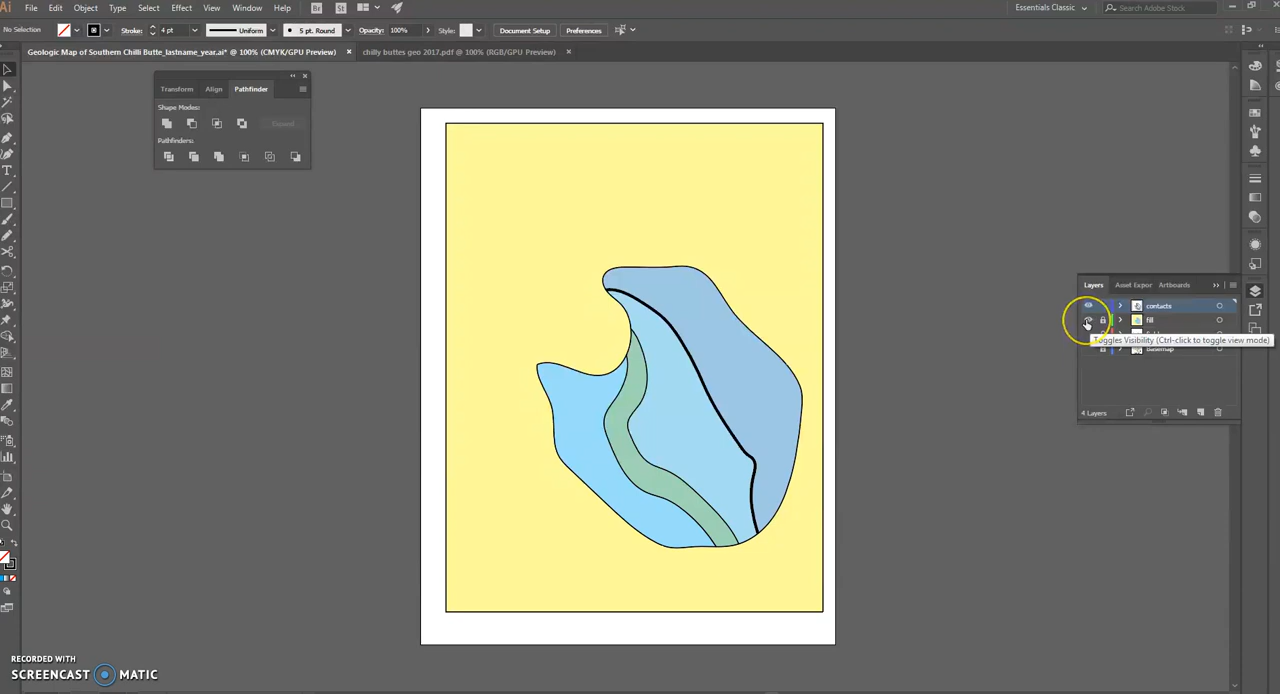 Ai File Edit Object Type Select Effect View Window Help Br St Essentials Classic Search Adobe Stock
No Selection Stroke: 4 pt Uniform 5 pt. Round Opacity: 100% Style: Document Setup Preferences
Geologic Map of Southern Chilli Butte_lastname_year.ai* @ 100% (CMYK/GPU Preview) × chilly buttes geo 2017.pdf @ 100% (RGB/GPU Preview) ×
Transform Align Pathfinder
Shape Modes:
Expand
Pathfinders:
Layers Asset Expor Artboards
contacts
fill
Toggles Visibility (Ctrl-click to toggle view mode)
Basemap
4 Layers
RECORDED WITH
SCREENCAST MATIC